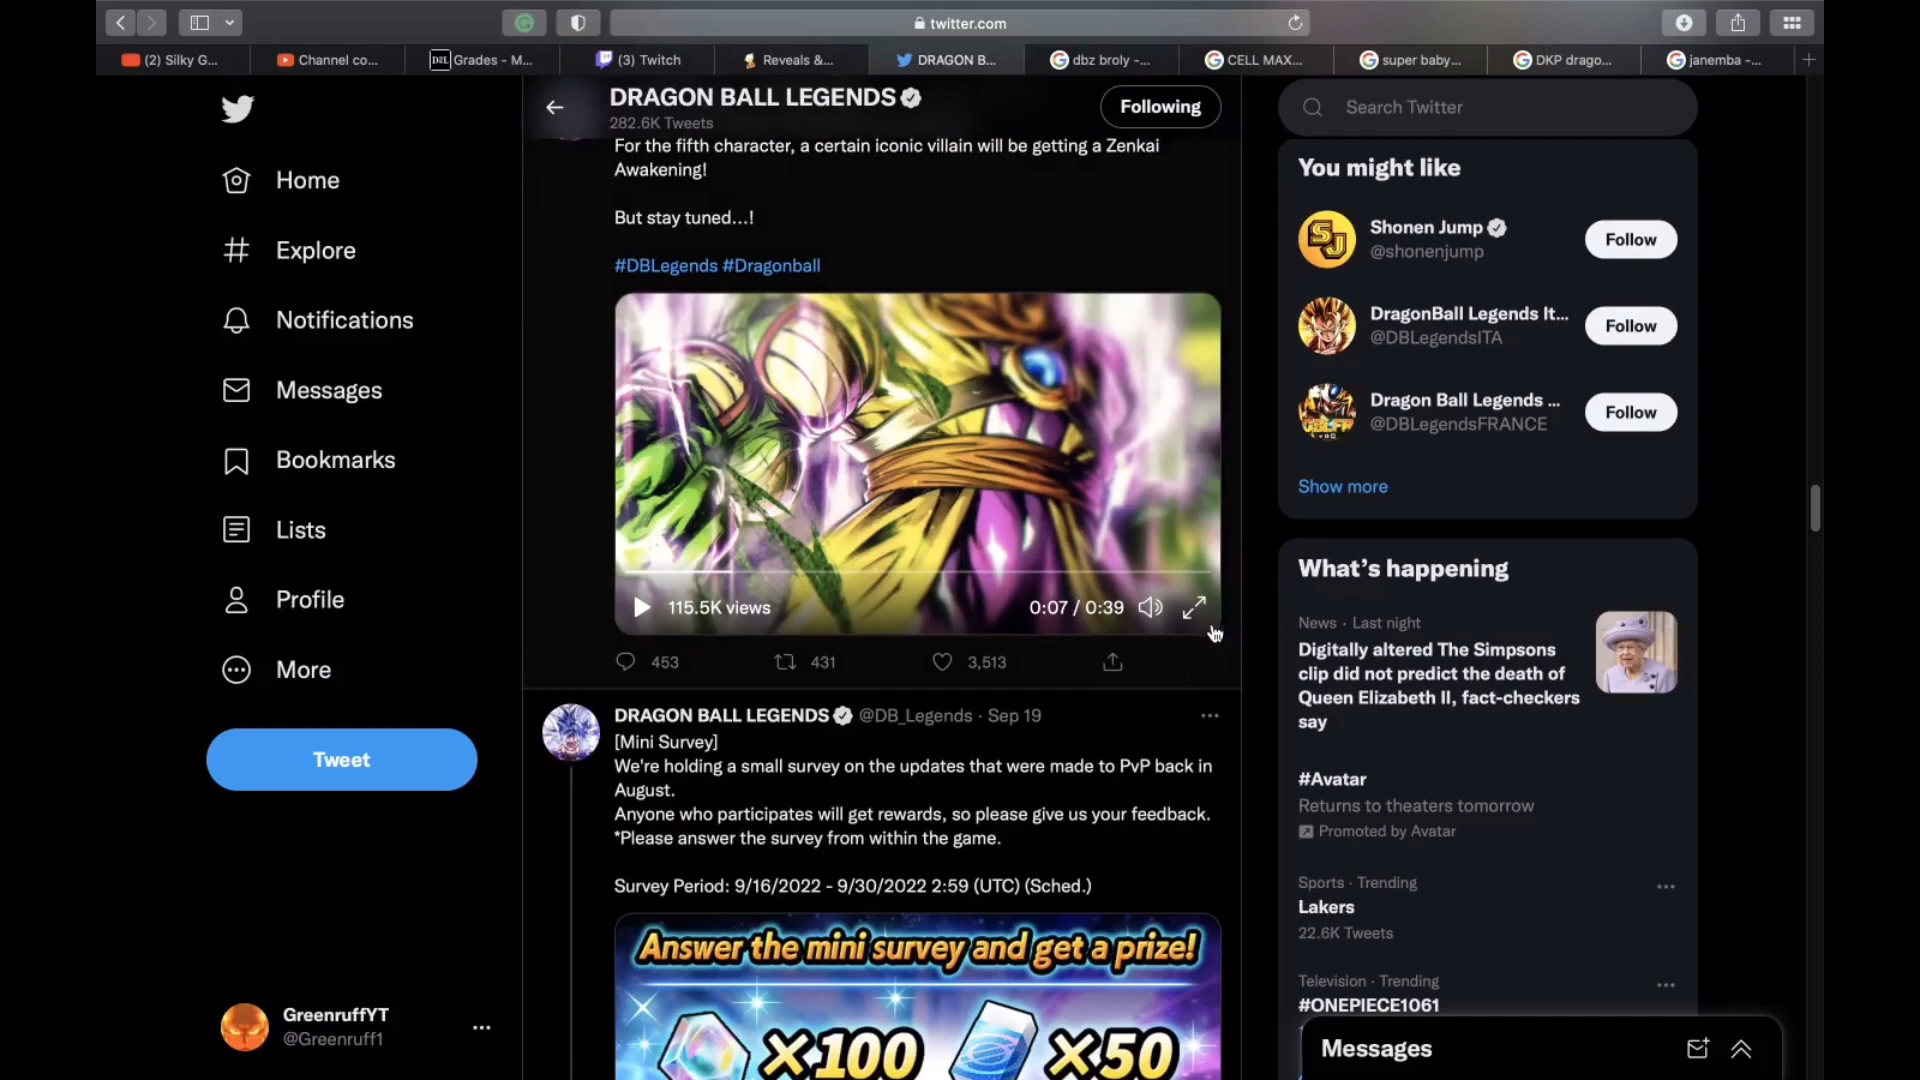 twitter.com
(2) Silky G...
Channel co...
D2L Grades - M...
(3) Twitch
Reveals &...
DRAGON B...
dbz broly -...
CELL MAX...
super baby...
DKP drago...
janemba -...
Home
Explore
Notifications
Messages
Bookmarks
Lists
Profile
More
Tweet
GreenruffYT
@Greenruff1
DRAGON BALL LEGENDS
282.6K Tweets
Following
For the fifth character, a certain iconic villain will be getting a Zenkai
Awakening!
But stay tuned...!
#DBLegends #Dragonball
115.5K views
0:07 / 0:39
453
431
3,513
DRAGON BALL LEGENDS @DB_Legends · Sep 19
[Mini Survey]
We're holding a small survey on the updates that were made to PvP back in
August.
Anyone who participates will get rewards, so please give us your feedback.
*Please answer the survey from within the game.
Survey Period: 9/16/2022 - 9/30/2022 2:59 (UTC) (Sched.)
Answer the mini survey and get a prize!
×100
×50
Search Twitter
You might like
Shonen Jump
@shonenjump
Follow
DragonBall Legends It...
@DBLegendsITA
Follow
Dragon Ball Legends ...
@DBLegendsFRANCE
Follow
Show more
What's happening
News · Last night
Digitally altered The Simpsons
clip did not predict the death of
Queen Elizabeth II, fact-checkers
say
#Avatar
Returns to theaters tomorrow
Promoted by Avatar
Sports · Trending
Lakers
22.6K Tweets
Television · Trending
#ONEPIECE1061
Messages